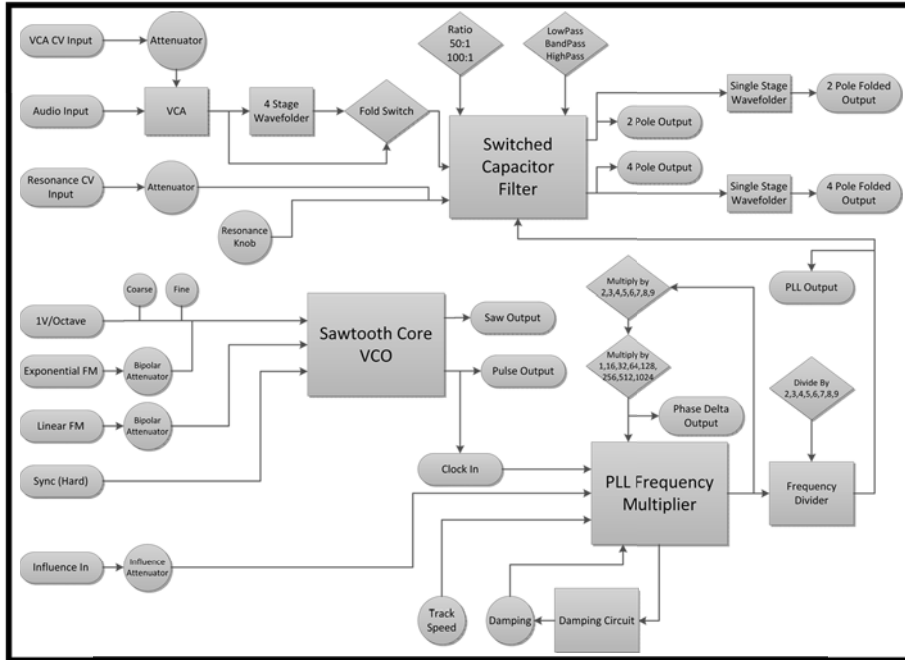 VCA CV Input
Attenuator
Ratio
50:1
100:1
LowPass
BandPass
HighPass
Audio Input
VCA
4 Stage
Wavefolder
Fold Switch
Switched
Capacitor
Filter
Single Stage
Wavefolder
2 Pole Folded
Output
2 Pole Output
4 Pole Output
Resonance CV
Input
Attenuator
Single Stage
Wavefolder
4 Pole Folded
Output
Resonance
Knob
PLL Output
Coarse
Fine
1V/Octave
Sawtooth Core
VCO
Saw Output
Multiply by
2,3,4,5,6,7,8,9
Exponential FM
Bipolar
Attenuator
Pulse Output
Multiply by
1,16,32,64,128,
256,512,1024
Divide By
2,3,4,5,6,7,8,9
Linear FM
Bipolar
Attenuator
Phase Delta
Output
Sync (Hard)
Clock In
PLL Frequency
Multiplier
Frequency
Divider
Influence In
Influence
Attenuator
Track
Speed
Damping
Damping Circuit